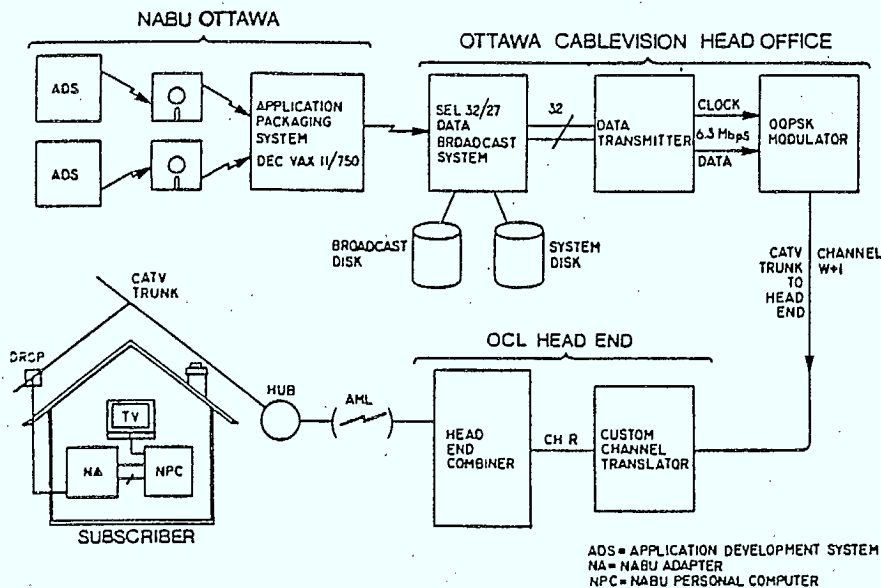 NABU OTTAWA
OTTAWA CABLEVISION HEAD OFFICE
ADS
ADS
APPLICATION
PACKAGING
SYSTEM
DEC VAX 11/750
SEL 32/27
DATA
BROADCAST
SYSTEM
32
DATA
TRANSMITTER
CLOCK
6.3 Mbps
DATA
OQPSK
MODULATOR
BROADCAST
DISK
SYSTEM
DISK
CATV
TRUNK
TO
HEAD
END
CHANNEL
W+1
CATV
TRUNK
DROP
TV
NA
NPC
SUBSCRIBER
HUB
AML
OCL HEAD END
HEAD
END
COMBINER
CH R
CUSTOM
CHANNEL
TRANSLATOR
ADS = APPLICATION DEVELOPMENT SYSTEM
NA = NABU ADAPTER
NPC = NABU PERSONAL COMPUTER